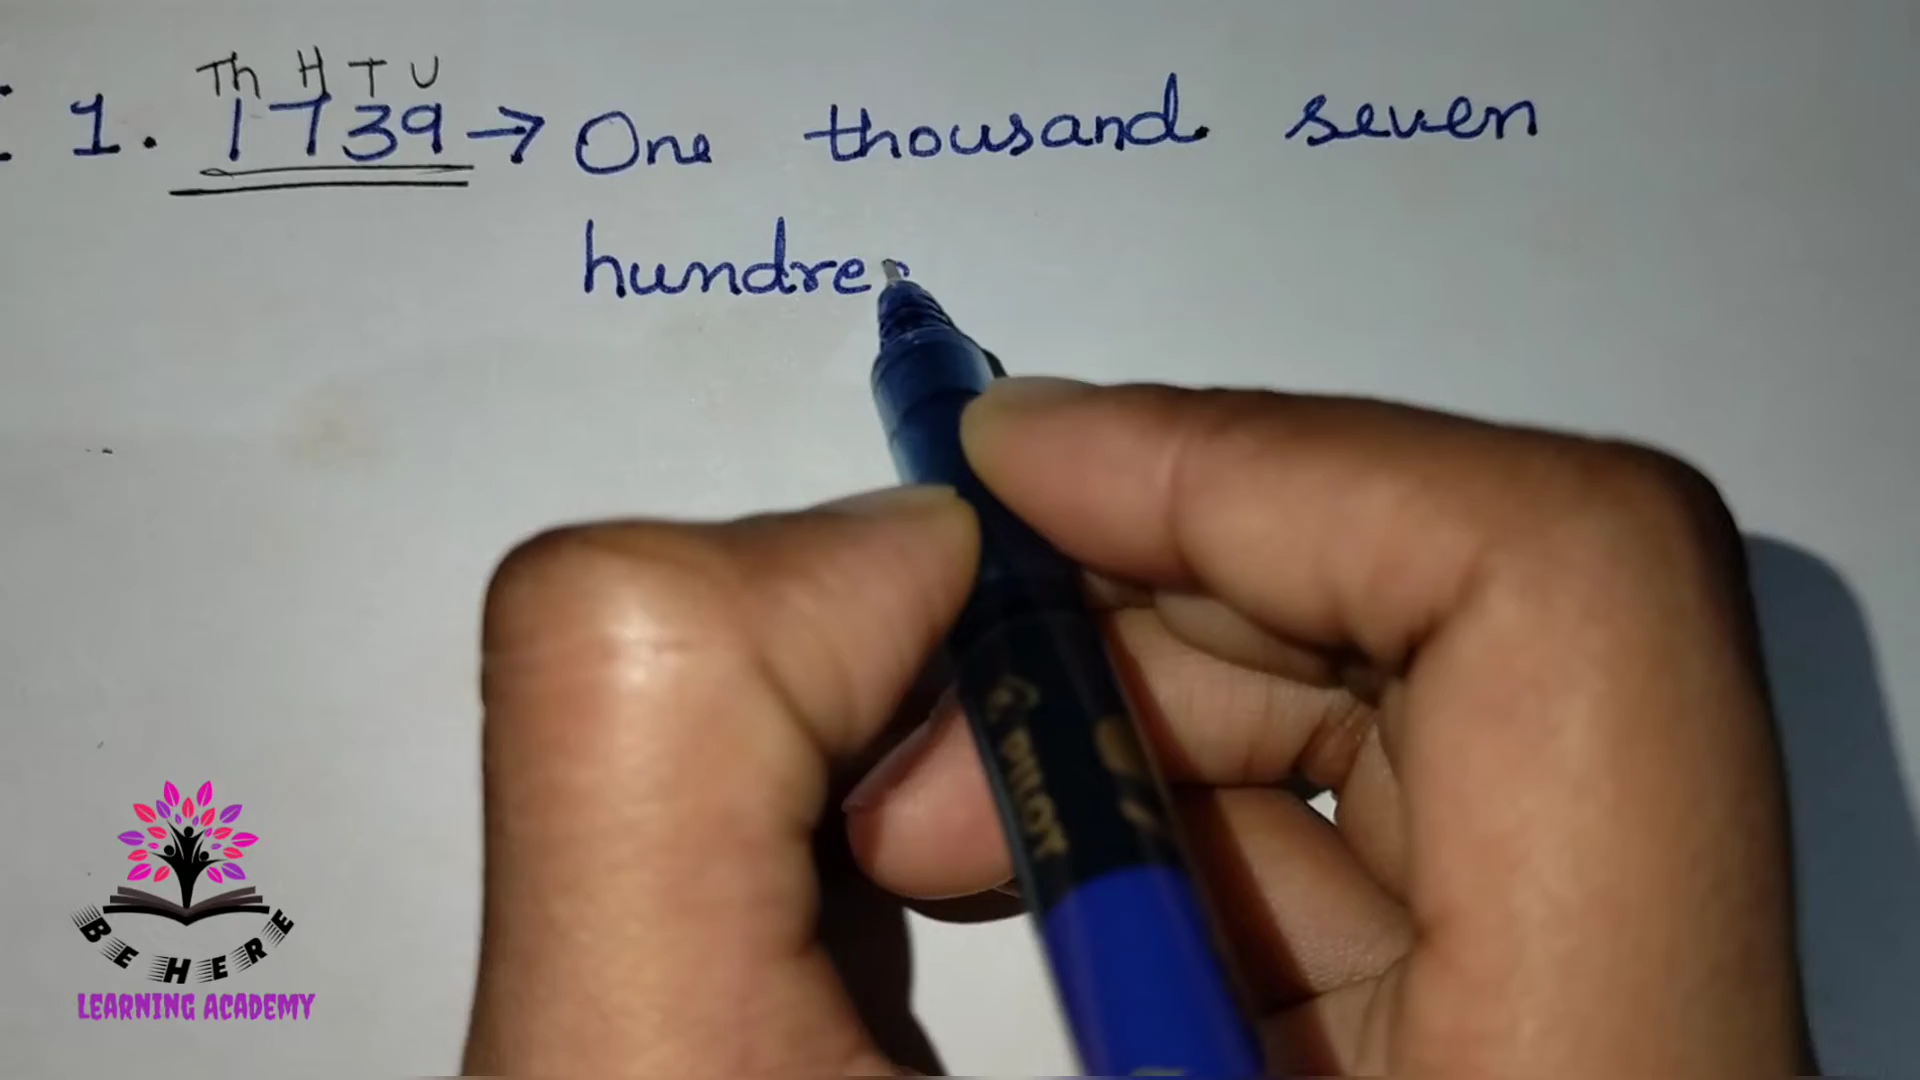 Th H T U
1. 1739 → One thousand seven
hundre
PILOT
BE HERE
LEARNING ACADEMY